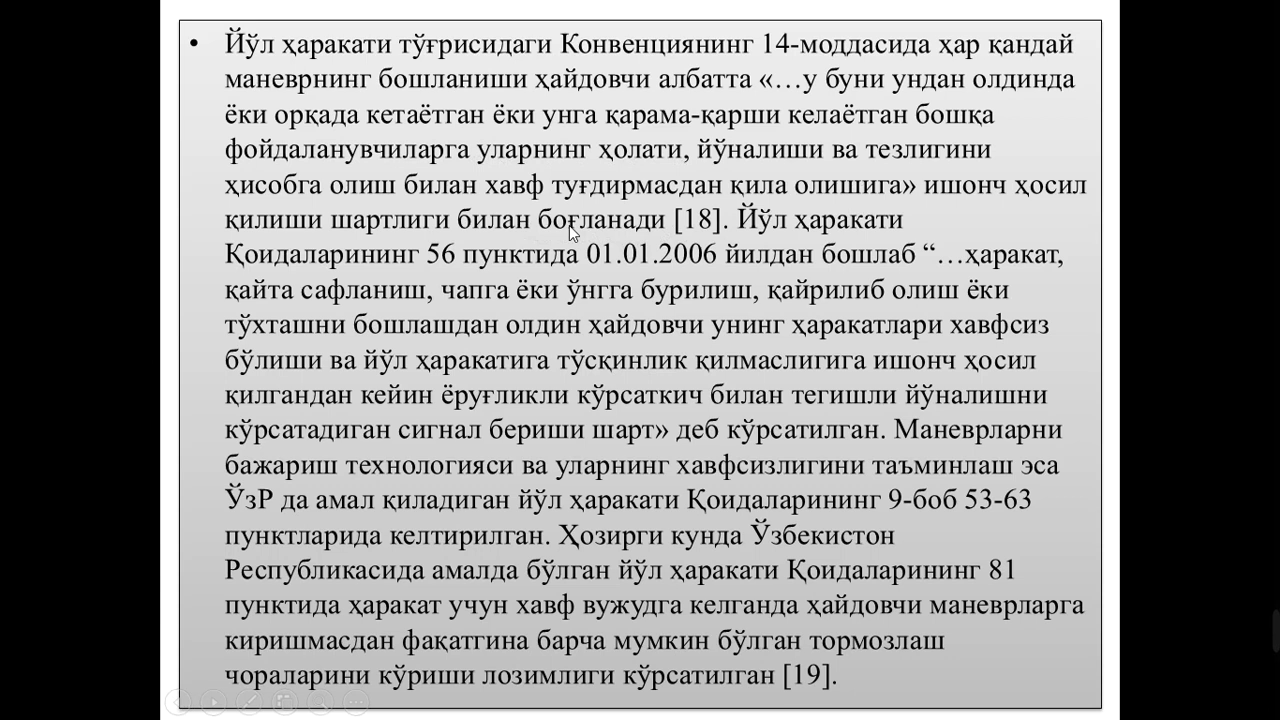 • Йўл ҳаракати тўғрисидаги Конвенциянинг 14-моддасида ҳар қандай
маневрнинг бошланиши ҳайдовчи албатта «…у буни ундан олдинда
ёки орқада кетаётган ёки унга қарама-қарши келаётган бошқа
фойдаланувчиларга уларнинг ҳолати, йўналиши ва тезлигини
ҳисобга олиш билан хавф туғдирмасдан қила олишига» ишонч ҳосил
қилиши шартлиги билан боғланади [18]. Йўл ҳаракати
Қоидаларининг 56 пунктида 01.01.2006 йилдан бошлаб “…ҳаракат,
қайта сафланиш, чапга ёки ўнгга бурилиш, қайрилиб олиш ёки
тўхташни бошлашдан олдин ҳайдовчи унинг ҳаракатлари хавфсиз
бўлиши ва йўл ҳаракатига тўсқинлик қилмаслигига ишонч ҳосил
қилгандан кейин ёруғликли кўрсаткич билан тегишли йўналишни
кўрсатадиган сигнал бериши шарт» деб кўрсатилган. Маневрларни
бажариш технологияси ва уларнинг хавфсизлигини таъминлаш эса
ЎзР да амал қиладиган йўл ҳаракати Қоидаларининг 9-боб 53-63
пунктларида келтирилган. Ҳозирги кунда Ўзбекистон
Республикасида амалда бўлган йўл ҳаракати Қоидаларининг 81
пунктида ҳаракат учун хавф вужудга келганда ҳайдовчи маневрларга
киришмасдан фақатгина барча мумкин бўлган тормозлаш
чораларини кўриши лозимлиги кўрсатилган [19].